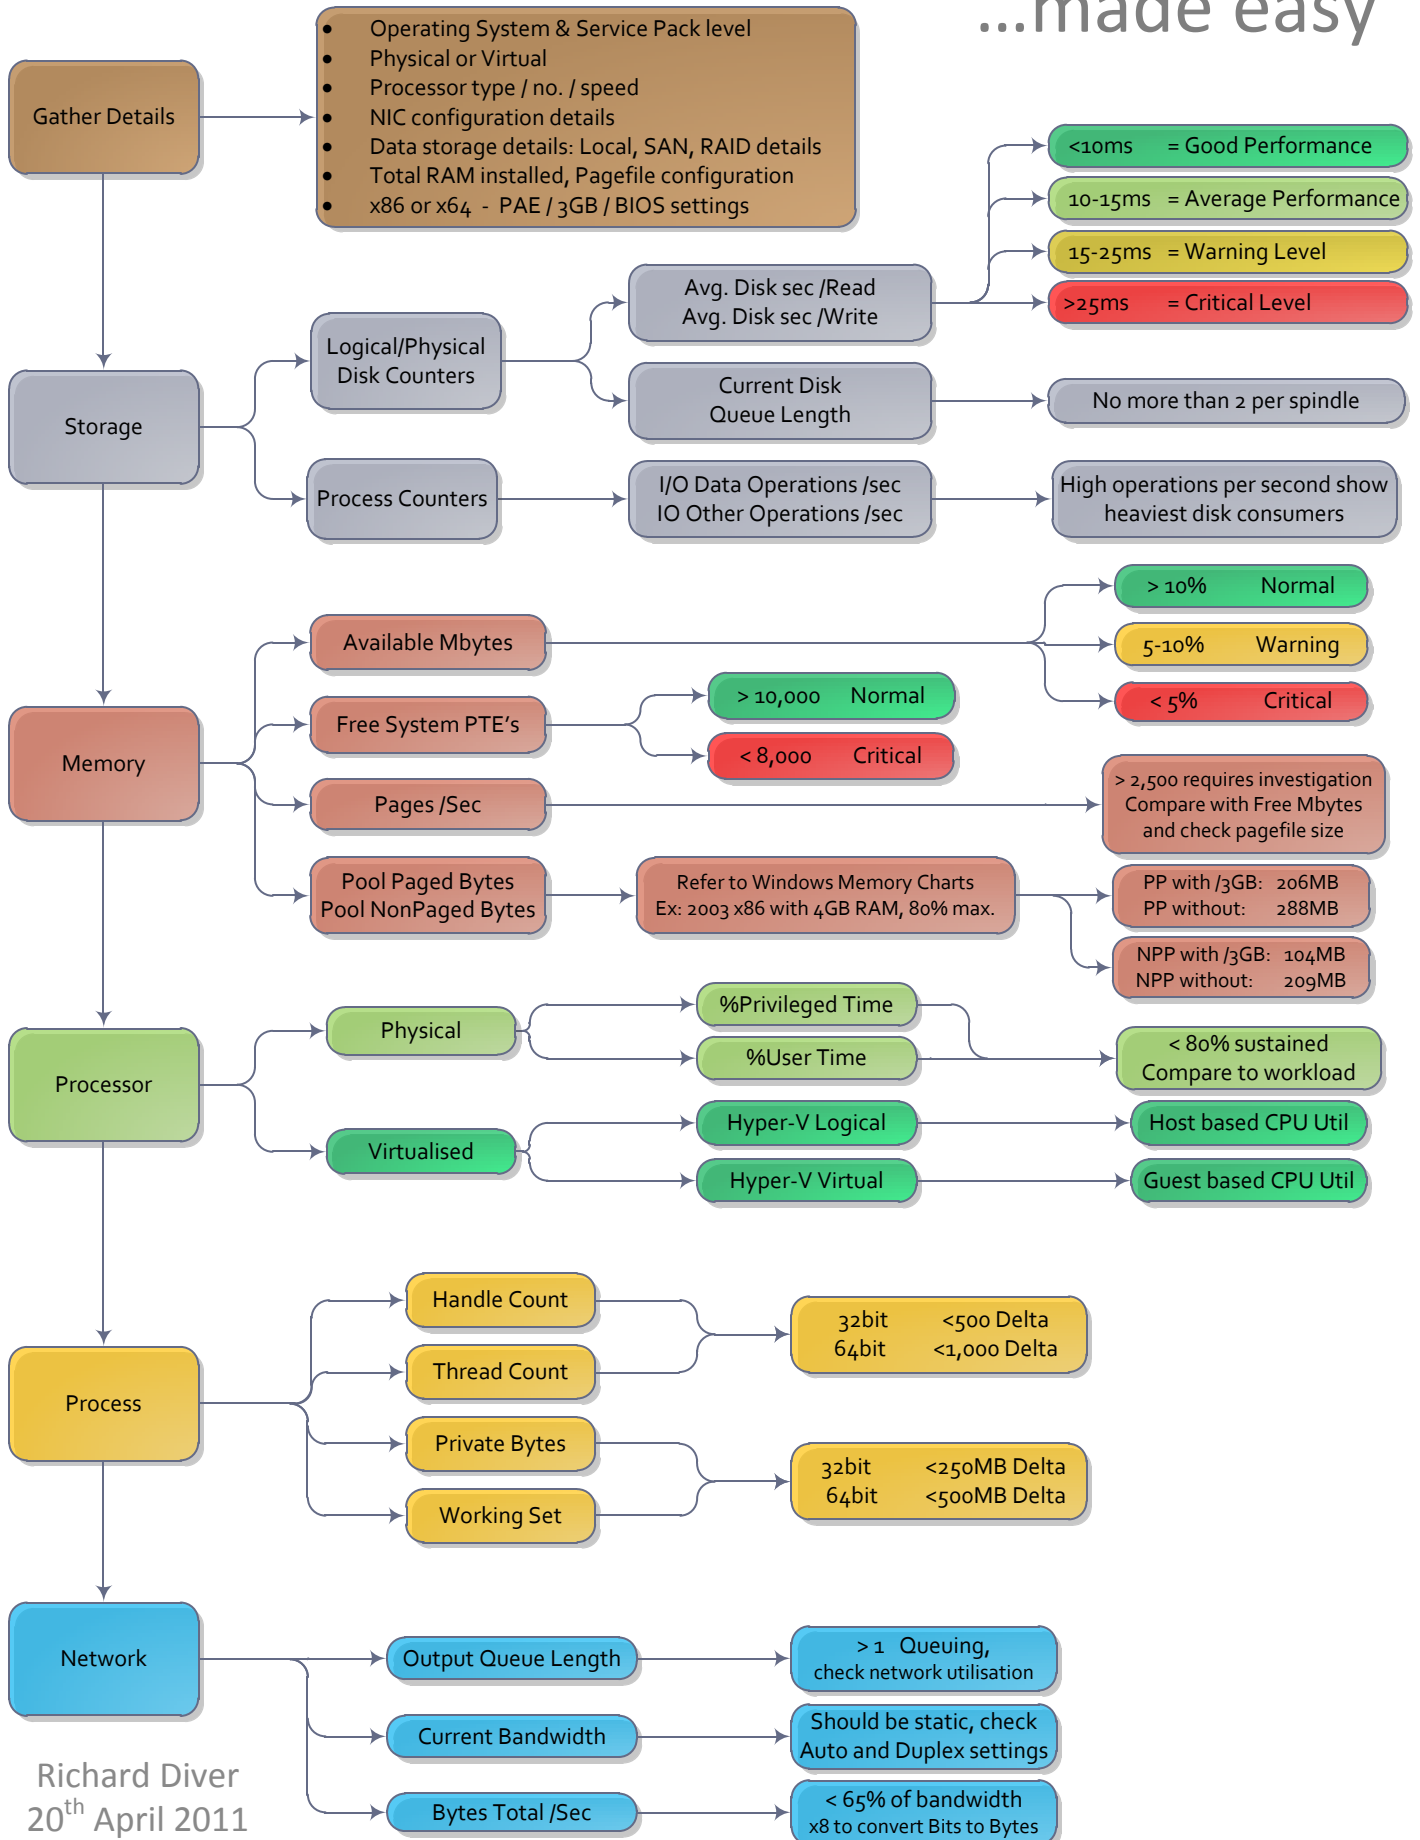 ...made easy
Gather Details
• Operating System & Service Pack level
• Physical or Virtual
• Processor type / no. / speed
• NIC configuration details
• Data storage details: Local, SAN, RAID details
• Total RAM installed, Pagefile configuration
• x86 or x64 - PAE / 3GB / BIOS settings
Storage
Logical/Physical
Disk Counters
Avg. Disk sec /Read
Avg. Disk sec /Write
<10ms = Good Performance
10-15ms = Average Performance
15-25ms = Warning Level
>25ms = Critical Level
Current Disk
Queue Length
No more than 2 per spindle
Process Counters
I/O Data Operations /sec
IO Other Operations /sec
High operations per second show
heaviest disk consumers
Memory
Available Mbytes
> 10% Normal
5-10% Warning
< 5% Critical
Free System PTE's
> 10,000 Normal
< 8,000 Critical
Pages /Sec
> 2,500 requires investigation
Compare with Free Mbytes
and check pagefile size
Pool Paged Bytes
Pool NonPaged Bytes
Refer to Windows Memory Charts
Ex: 2003 x86 with 4GB RAM, 80% max.
PP with /3GB: 206MB
PP without: 288MB
NPP with /3GB: 104MB
NPP without: 209MB
Processor
Physical
%Privileged Time
%User Time
< 80% sustained
Compare to workload
Virtualised
Hyper-V Logical
Host based CPU Util
Hyper-V Virtual
Guest based CPU Util
Process
Handle Count
Thread Count
32bit <500 Delta
64bit <1,000 Delta
Private Bytes
Working Set
32bit <250MB Delta
64bit <500MB Delta
Network
Output Queue Length
> 1 Queuing,
check network utilisation
Current Bandwidth
Should be static, check
Auto and Duplex settings
Bytes Total /Sec
< 65% of bandwidth
x8 to convert Bits to Bytes
Richard Diver
20th April 2011